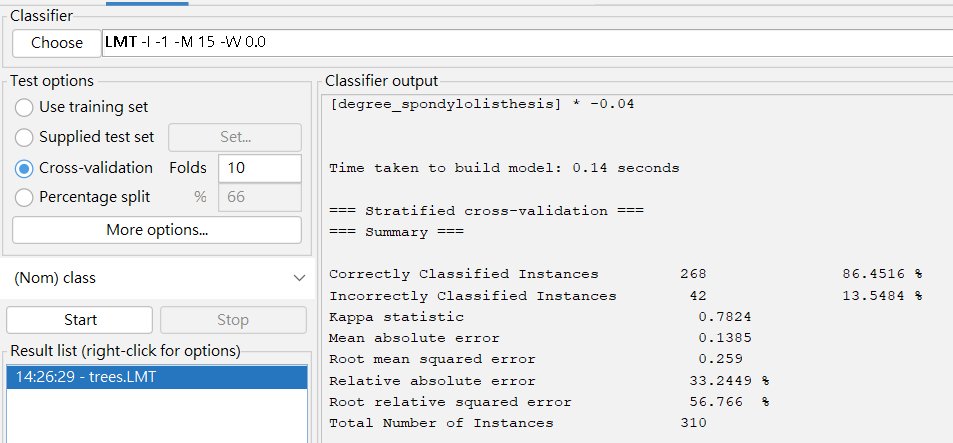 Classifier
Choose LMT -I -1 -M 15 -W 0.0
Test options
Use training set
Supplied test set Set...
Cross-validation Folds 10
Percentage split % 66
More options...
(Nom) class
Start Stop
Result list (right-click for options)
14:26:29 - trees.LMT
Classifier output
[degree_spondylolisthesis] * -0.04
Time taken to build model: 0.14 seconds
=== Stratified cross-validation ===
=== Summary ===
Correctly Classified Instances 268 86.4516 %
Incorrectly Classified Instances 42 13.5484 %
Kappa statistic 0.7824
Mean absolute error 0.1385
Root mean squared error 0.259
Relative absolute error 33.2449 %
Root relative squared error 56.766 %
Total Number of Instances 310